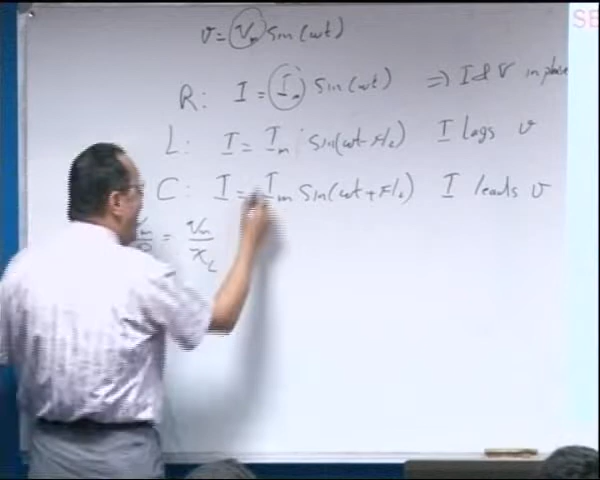 v = Vm sin(ωt)
R: I = Im sin(ωt) ⇒ I & V in phase
L: I = Im sin(ωt - π/2) I lags v
C: I = Im sin(ωt + π/2) I leads v
= Vm/XL
SE